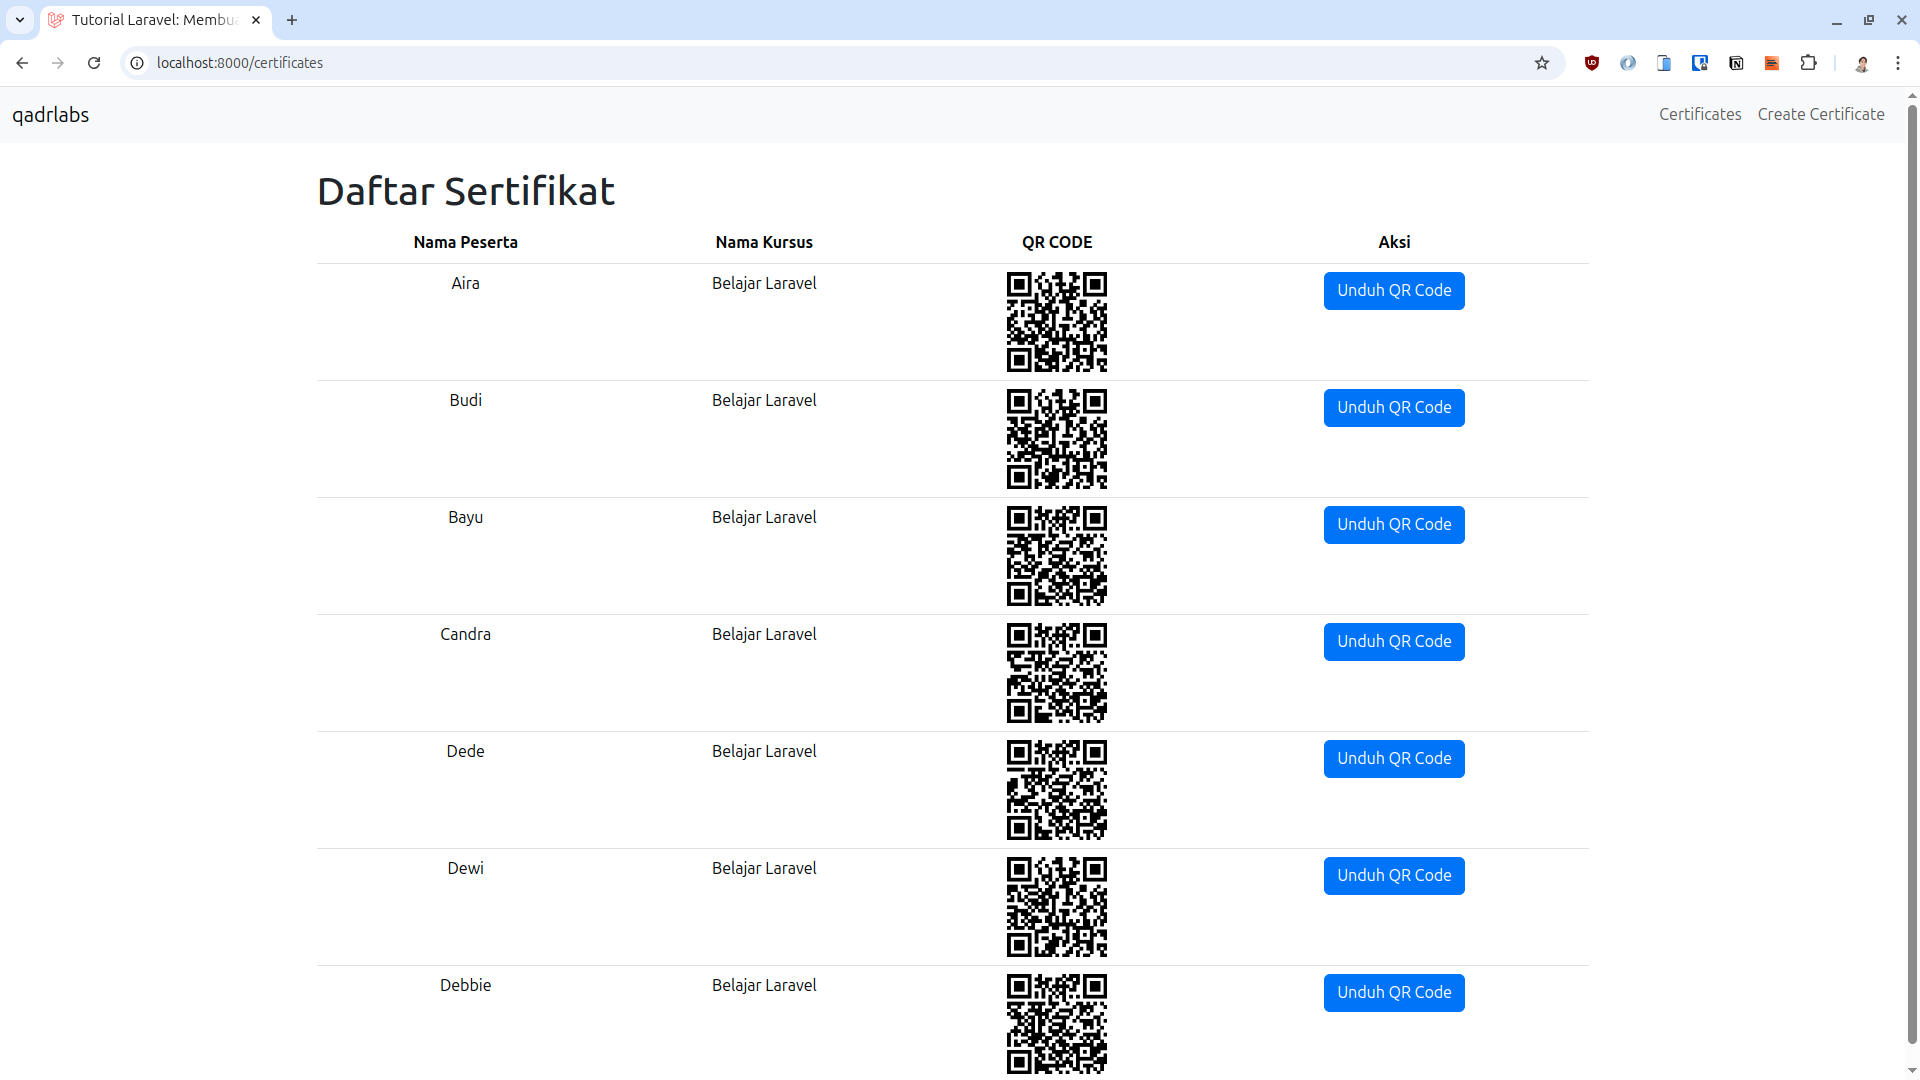 Tutorial Laravel: Membua
localhost:8000/certificates
qadrlabs
Certificates
Create Certificate
Daftar Sertifikat
Nama Peserta Nama Kursus QR CODE Aksi
Aira Belajar Laravel Unduh QR Code
Budi Belajar Laravel Unduh QR Code
Bayu Belajar Laravel Unduh QR Code
Candra Belajar Laravel Unduh QR Code
Dede Belajar Laravel Unduh QR Code
Dewi Belajar Laravel Unduh QR Code
Debbie Belajar Laravel Unduh QR Code